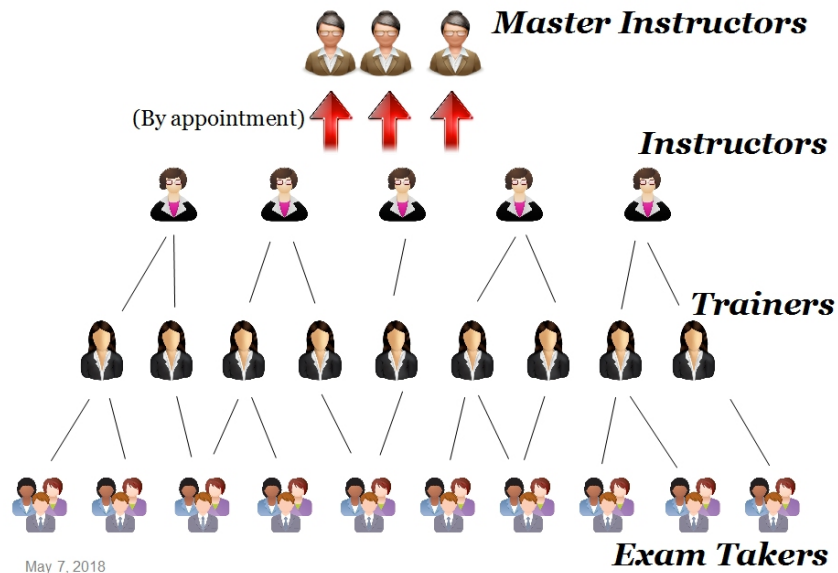 Master Instructors
(By appointment)
Instructors
Trainers
Exam Takers
May 7, 2018